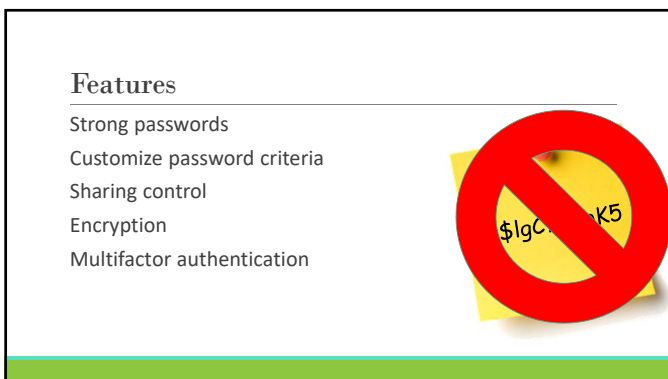 Features
Strong passwords
Customize password criteria
Sharing control
Encryption
Multifactor authentication